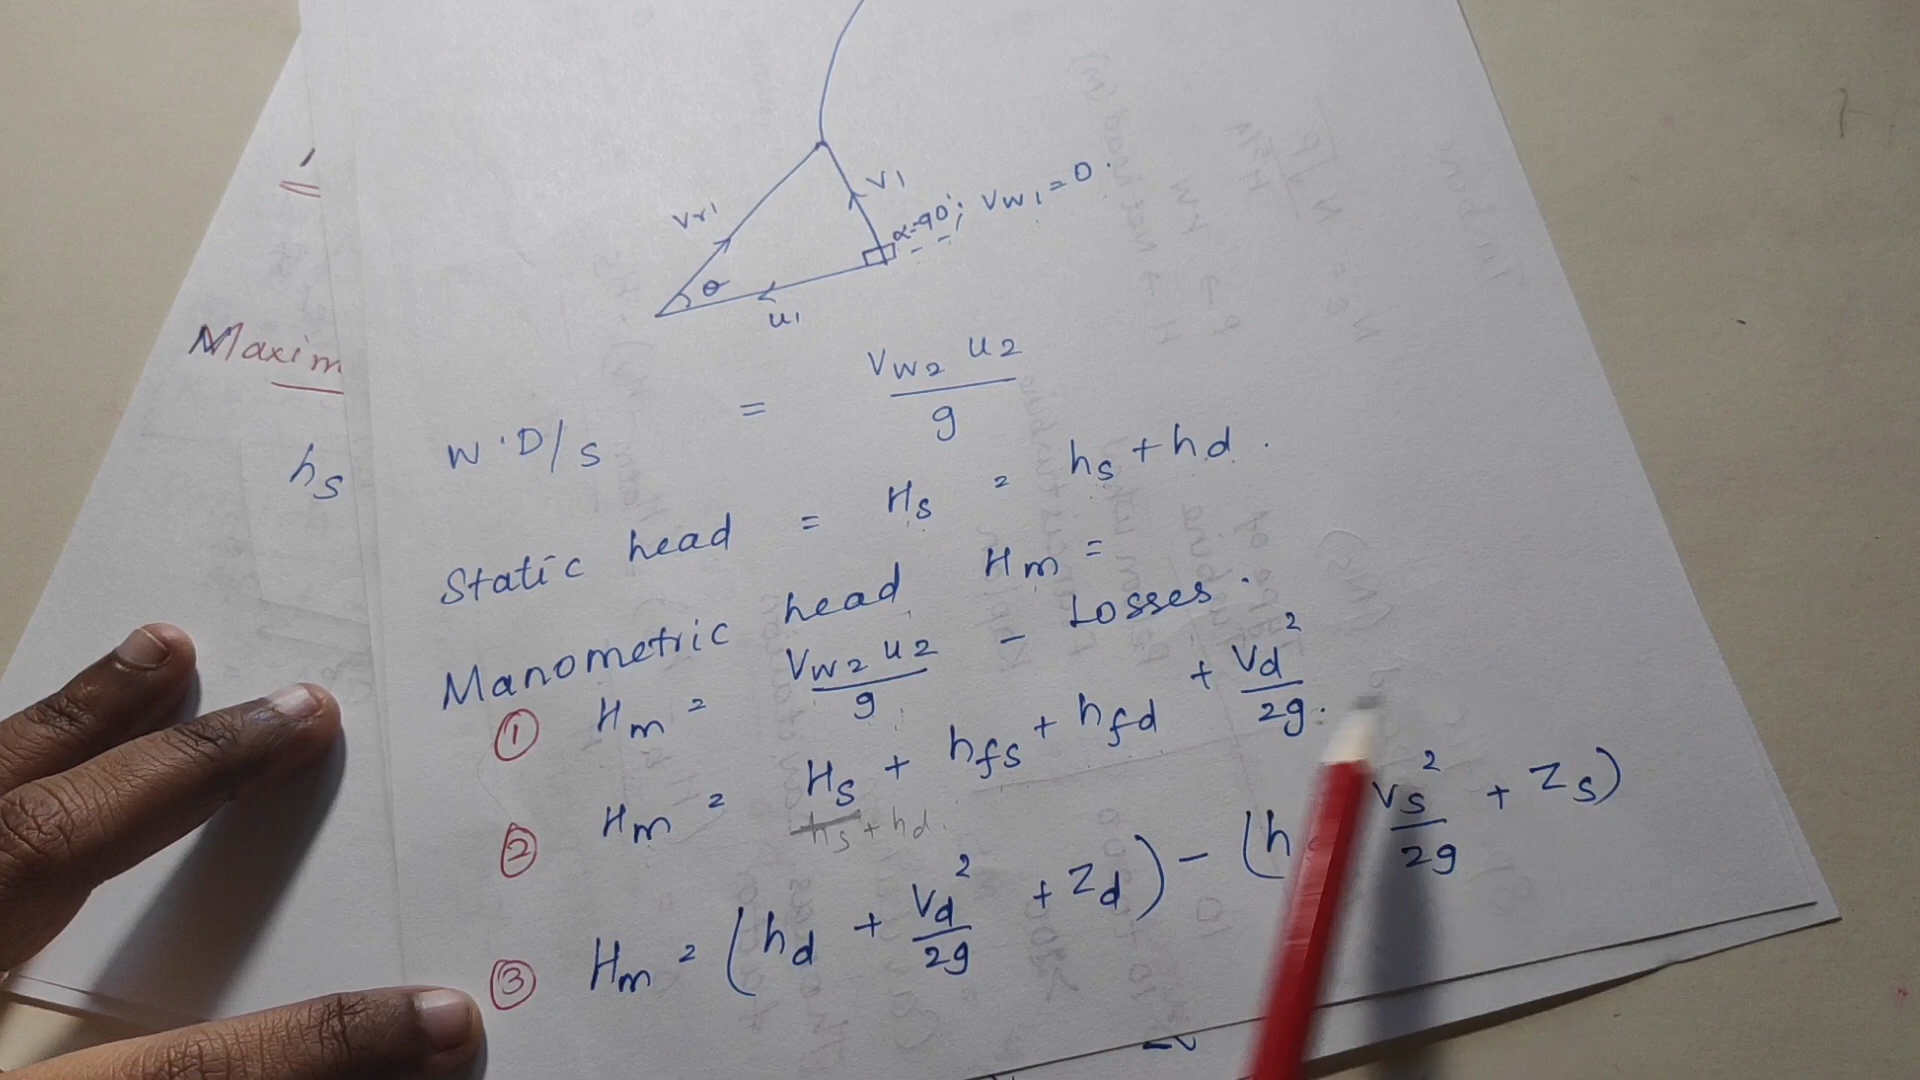 Vr1
V1
α=90°; Vw1 = 0.
θ
u1
Maxim
hs
W.D/s = Vw2 u2 / g
Static head = Hs = hs + hd.
Manometric head Hm =
① Hm = Vw2 u2 / g - Losses.
② Hm = Hs + hfs + hfd + Vd² / 2g.
hs + hd.
③ Hm = (hd + Vd² / 2g + Zd) - (h Vs² / 2g + Zs)